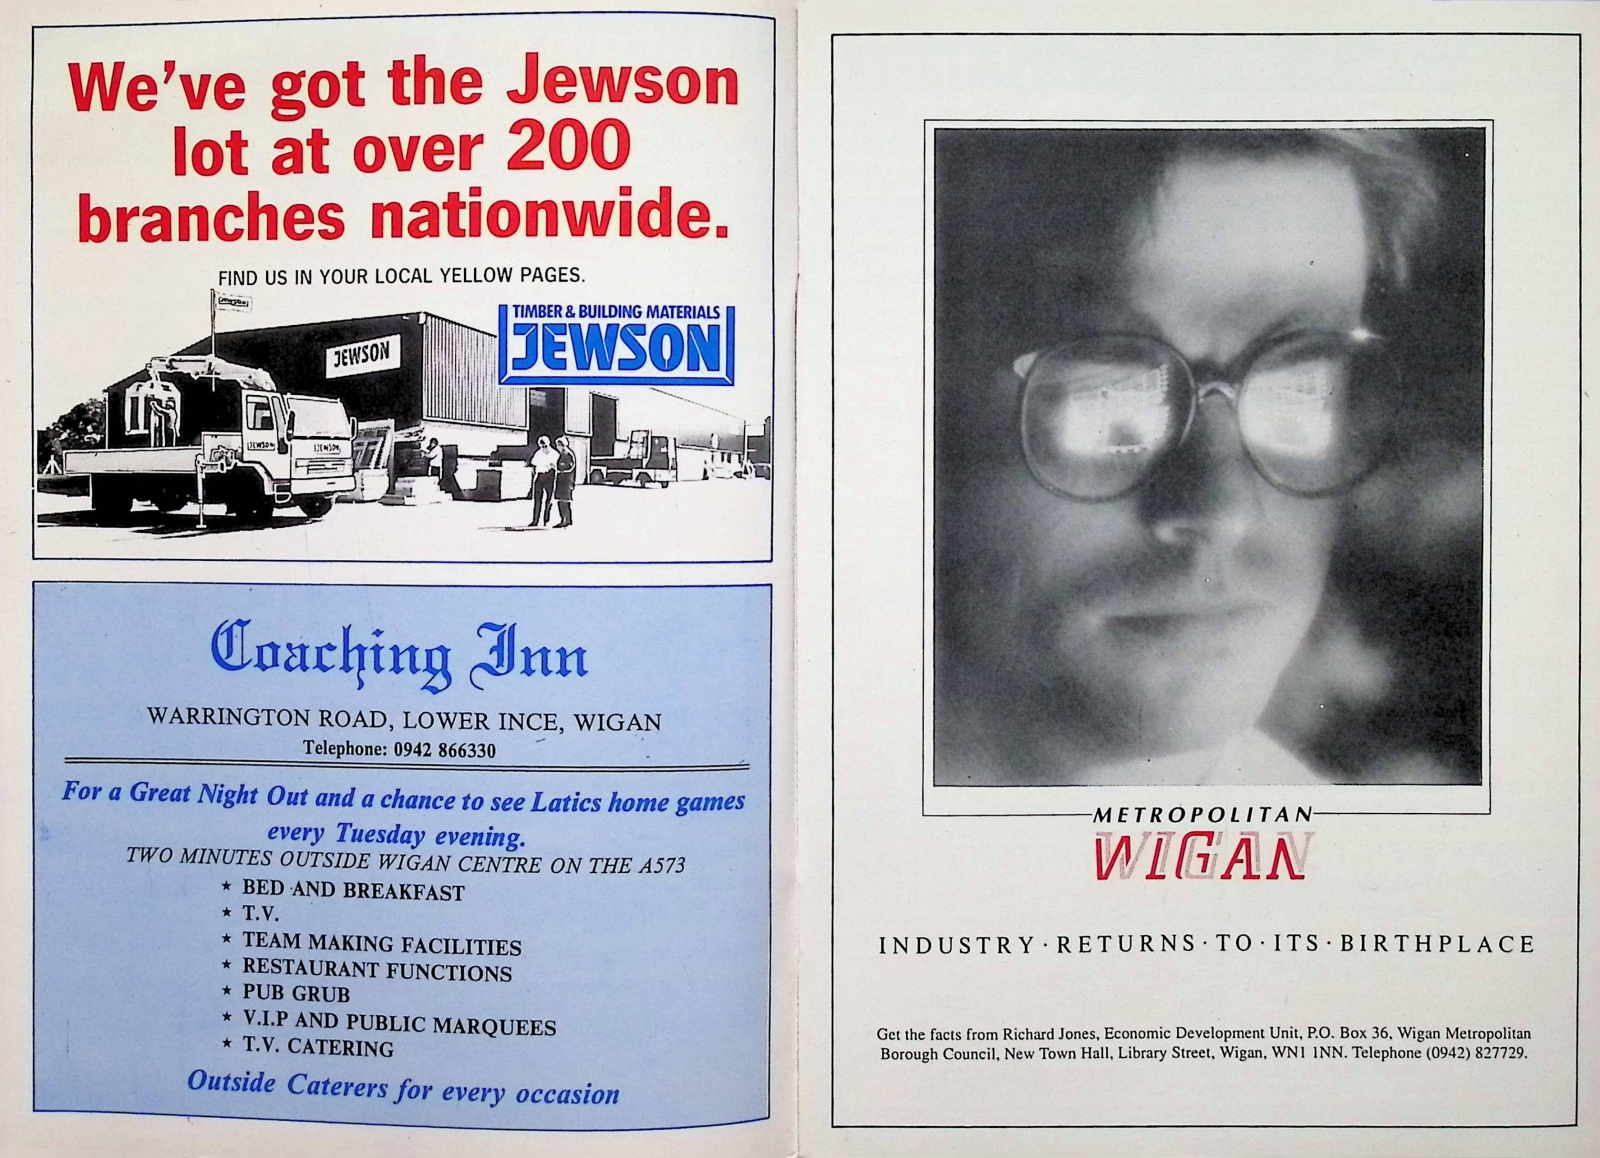 We've got the Jewson
lot at over 200
branches nationwide.
FIND US IN YOUR LOCAL YELLOW PAGES.
TIMBER & BUILDING MATERIALS
JEWSON
JEWSON
JEWSON
JEWSON
Coaching Inn
WARRINGTON ROAD, LOWER INCE, WIGAN
Telephone: 0942 866330
For a Great Night Out and a chance to see Latics home games
every Tuesday evening.
TWO MINUTES OUTSIDE WIGAN CENTRE ON THE A573
★ BED AND BREAKFAST
★ T.V.
★ TEAM MAKING FACILITIES
★ RESTAURANT FUNCTIONS
★ PUB GRUB
★ V.I.P AND PUBLIC MARQUEES
★ T.V. CATERING
Outside Caterers for every occasion
METROPOLITAN
WIGAN
INDUSTRY·RETURNS·TO·ITS·BIRTHPLACE
Get the facts from Richard Jones, Economic Development Unit, P.O. Box 36, Wigan Metropolitan
Borough Council, New Town Hall, Library Street, Wigan, WN1 1NN. Telephone (0942) 827729.